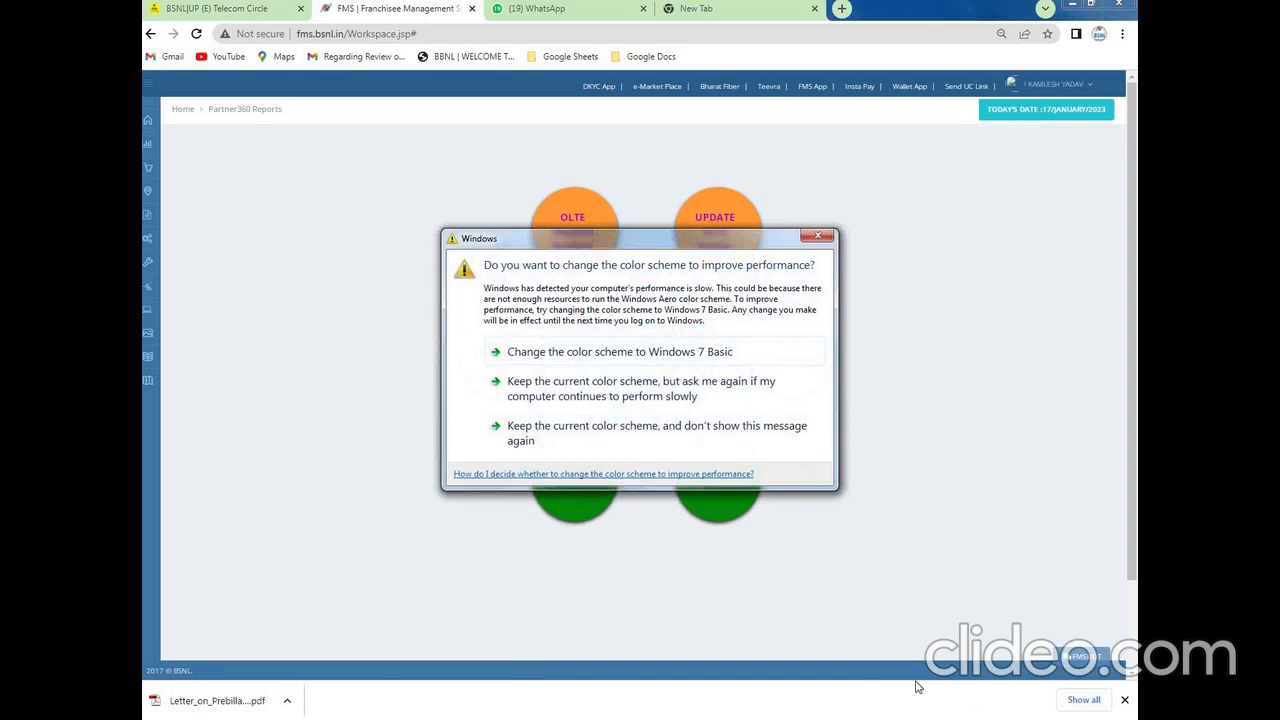 BSNL|UP (E) Telecom Circle
FMS | Franchisee Management S
(19) WhatsApp
New Tab
Not secure
fms.bsnl.in/Workspace.jsp#
Gmail
YouTube
Maps
Regarding Review o...
BBNL | WELCOME T...
Google Sheets
Google Docs
DKYC App |
e-Market Place |
Bharat Fiber |
Teevra |
FMS App |
Insta Pay |
Wallet App |
Send UC Link |
KAMLESH YADAV
Home > Partner360 Reports
TODAY'S DATE :17/JANUARY/2023
OLTE
UPDATE
Windows
Do you want to change the color scheme to improve performance?
Windows has detected your computer's performance is slow. This could be because there
are not enough resources to run the Windows Aero color scheme. To improve
performance, try changing the color scheme to Windows 7 Basic. Any change you make
will be in effect until the next time you log on to Windows.
Change the color scheme to Windows 7 Basic
Keep the current color scheme, but ask me again if my
computer continues to perform slowly
Keep the current color scheme, and don't show this message
again
How do I decide whether to change the color scheme to improve performance?
clideo.com
FMSBOT
2017 © BSNL.
Letter_on_Prebilla....pdf
Show all